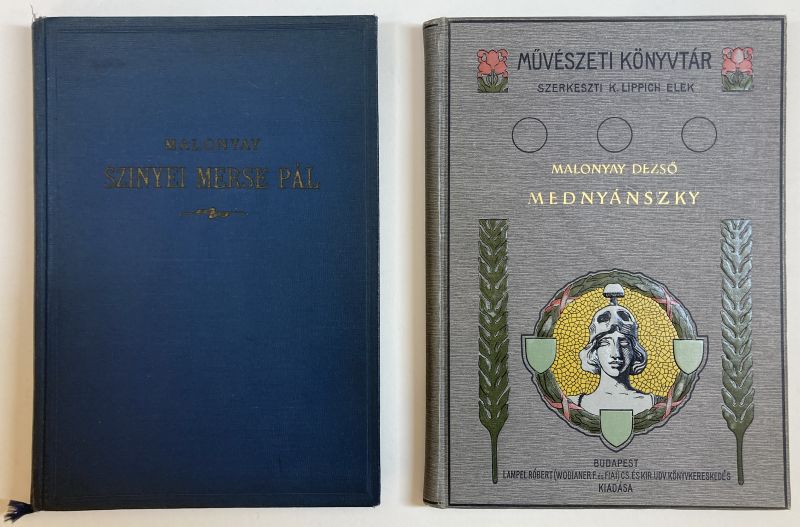 MALONYAY
SZINYEI MERSE PÁL
MŰVÉSZETI KÖNYVTÁR
SZERKESZTI K. LIPPICH ELEK
MALONYAY DEZSŐ
MEDNYÁNSZKY
BUDAPEST
LAMPEL RÓBERT (WODIANER F. és FIAI) CS. ÉS KIR. UDV. KÖNYVKERESKEDÉS
KIADÁSA